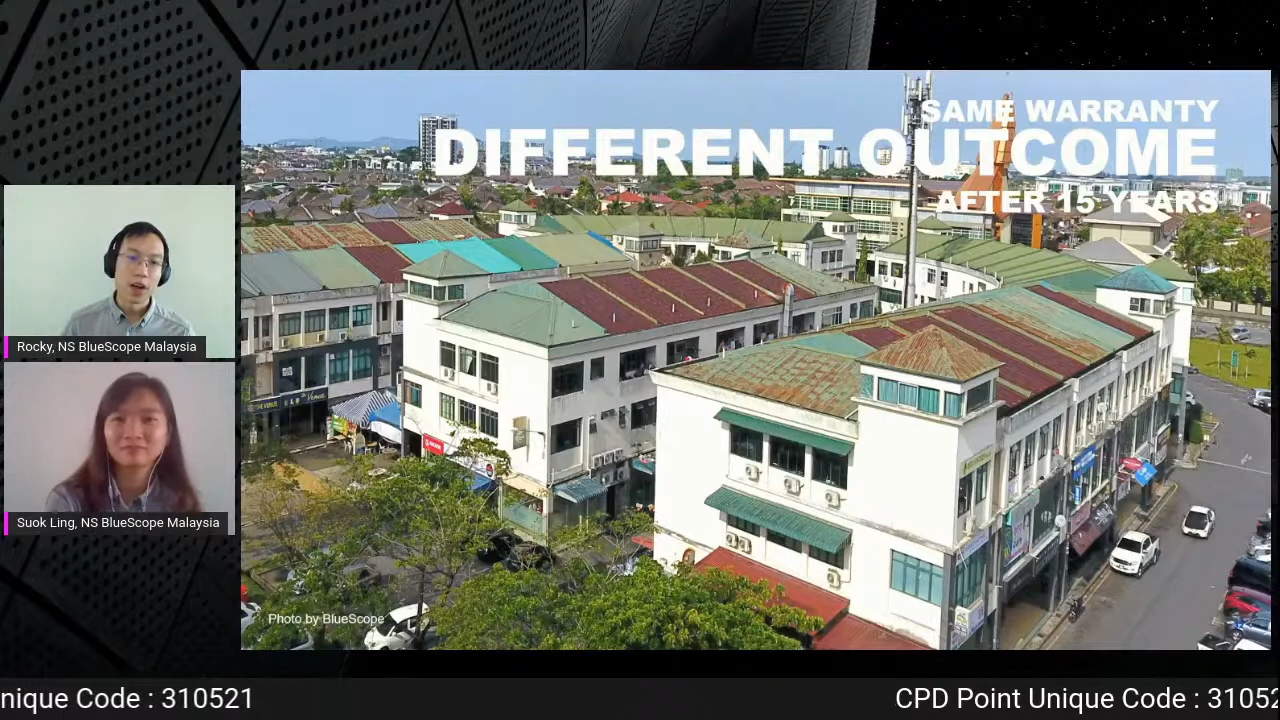 SAME WARRANTY
DIFFERENT OUTCOME
AFTER 15 YEARS
Rocky, NS BlueScope Malaysia
Suok Ling, NS BlueScope Malaysia
Photo by BlueScope
nique Code : 310521
CPD Point Unique Code : 31052